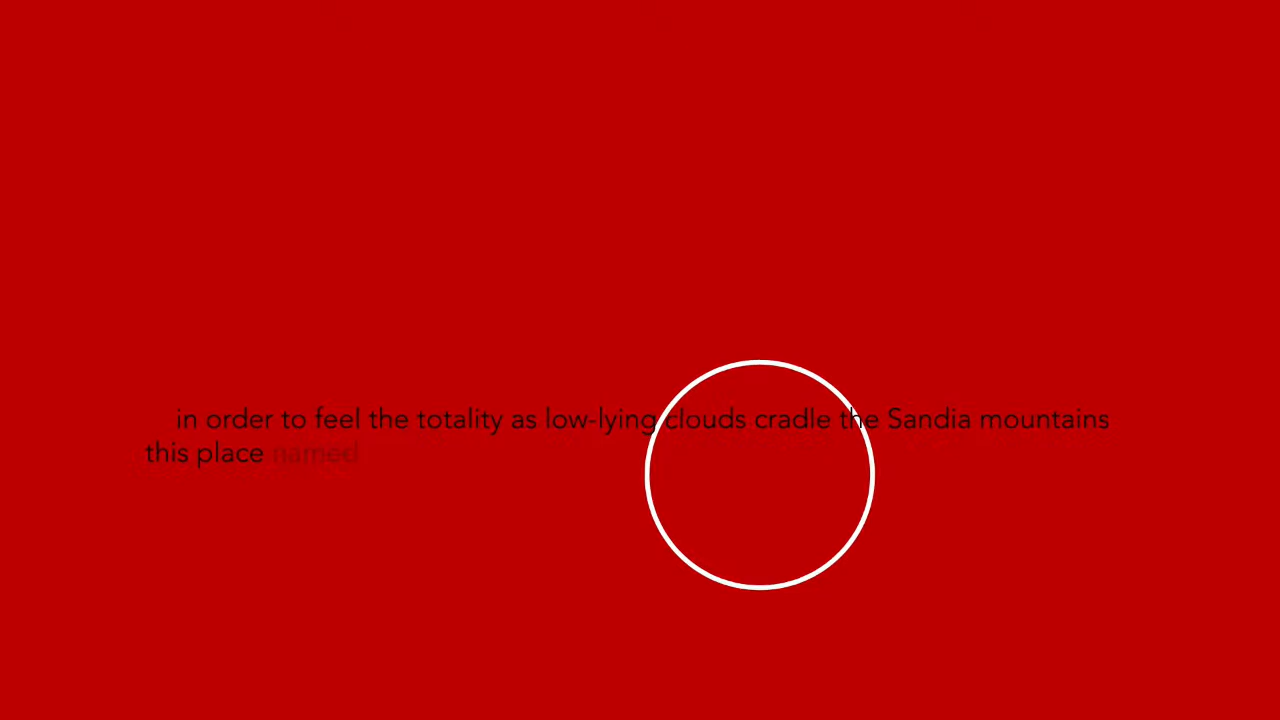 in order to feel the totality as low-lying clouds cradle the Sandia mountains
this place named